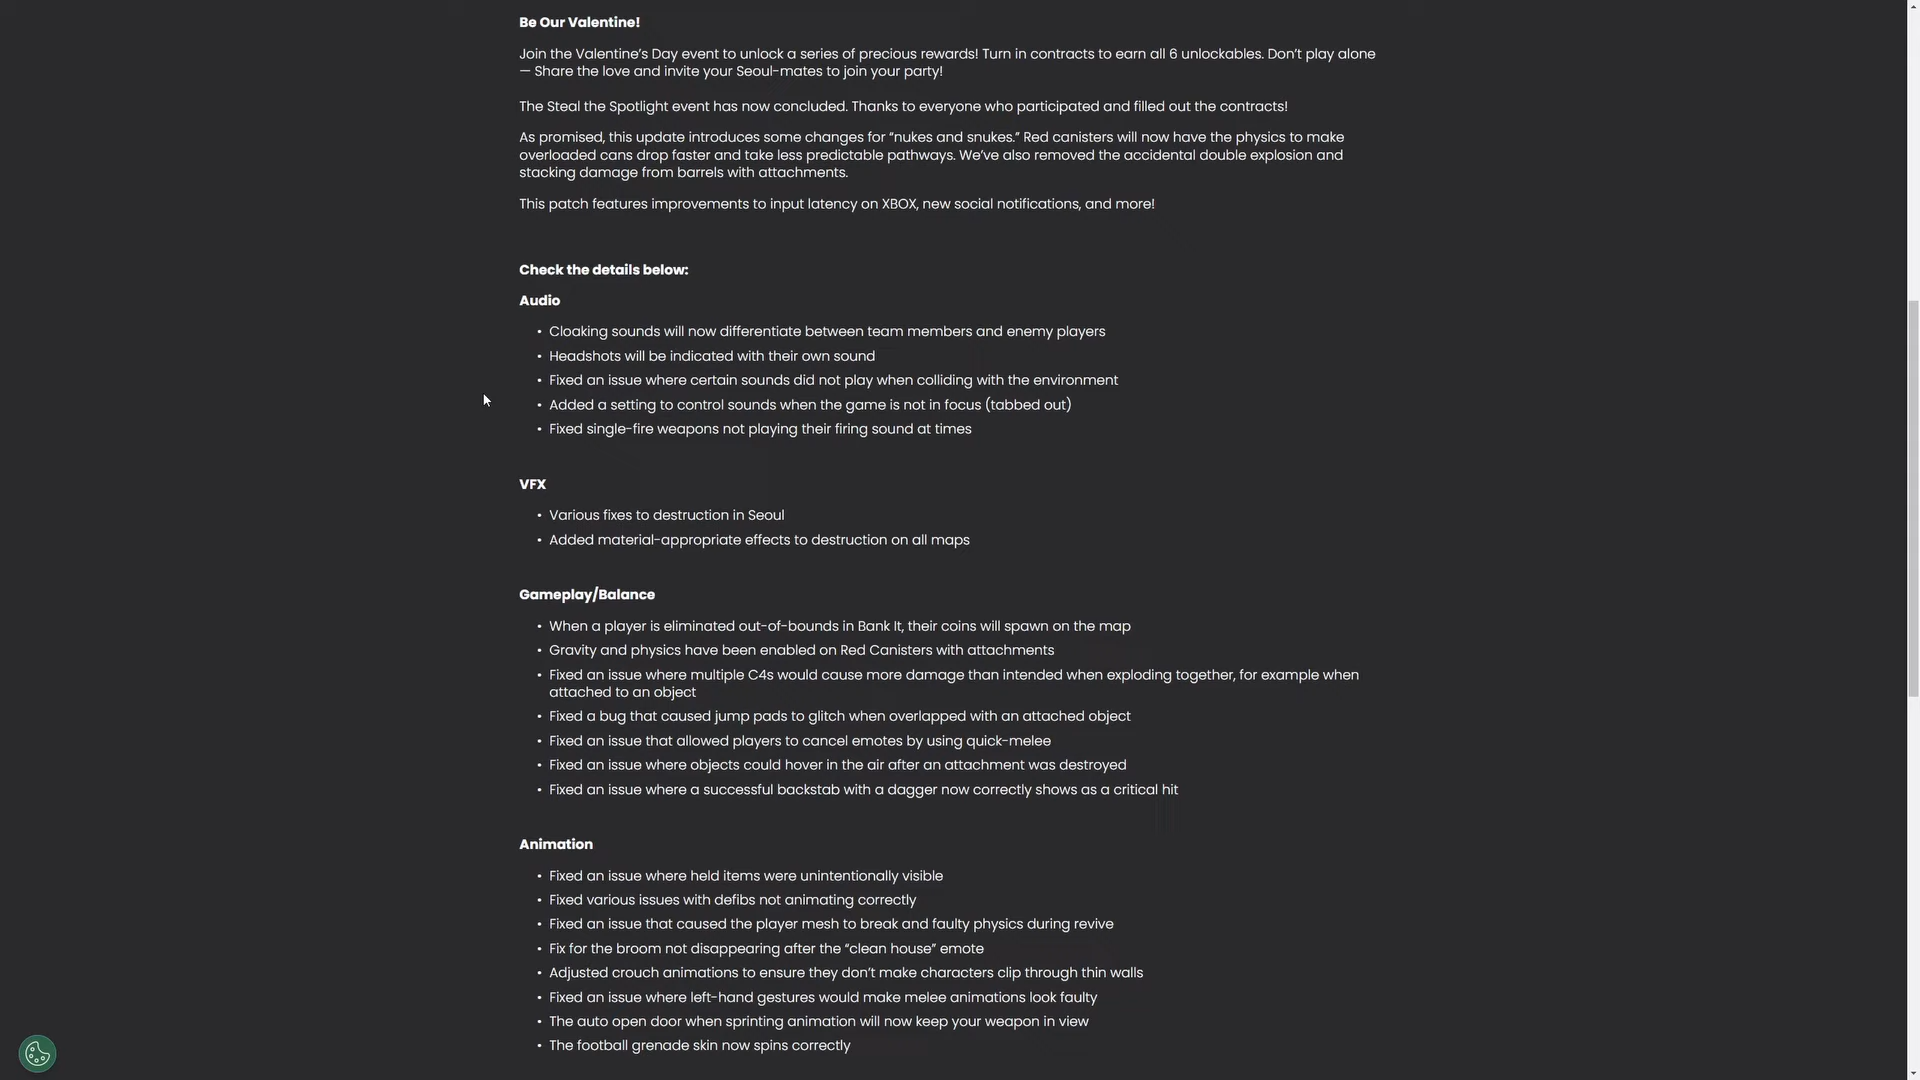 Be Our Valentine!
Join the Valentine’s Day event to unlock a series of precious rewards! Turn in contracts to earn all 6 unlockables. Don’t play alone
— Share the love and invite your Seoul-mates to join your party!
The Steal the Spotlight event has now concluded. Thanks to everyone who participated and filled out the contracts!
As promised, this update introduces some changes for “nukes and snukes.” Red canisters will now have the physics to make
overloaded cans drop faster and take less predictable pathways. We’ve also removed the accidental double explosion and
stacking damage from barrels with attachments.
This patch features improvements to input latency on XBOX, new social notifications, and more!
Check the details below:
Audio
• Cloaking sounds will now differentiate between team members and enemy players
• Headshots will be indicated with their own sound
• Fixed an issue where certain sounds did not play when colliding with the environment
• Added a setting to control sounds when the game is not in focus (tabbed out)
• Fixed single-fire weapons not playing their firing sound at times
VFX
• Various fixes to destruction in Seoul
• Added material-appropriate effects to destruction on all maps
Gameplay/Balance
• When a player is eliminated out-of-bounds in Bank It, their coins will spawn on the map
• Gravity and physics have been enabled on Red Canisters with attachments
• Fixed an issue where multiple C4s would cause more damage than intended when exploding together, for example when
attached to an object
• Fixed a bug that caused jump pads to glitch when overlapped with an attached object
• Fixed an issue that allowed players to cancel emotes by using quick-melee
• Fixed an issue where objects could hover in the air after an attachment was destroyed
• Fixed an issue where a successful backstab with a dagger now correctly shows as a critical hit
Animation
• Fixed an issue where held items were unintentionally visible
• Fixed various issues with defibs not animating correctly
• Fixed an issue that caused the player mesh to break and faulty physics during revive
• Fix for the broom not disappearing after the “clean house” emote
• Adjusted crouch animations to ensure they don’t make characters clip through thin walls
• Fixed an issue where left-hand gestures would make melee animations look faulty
• The auto open door when sprinting animation will now keep your weapon in view
• The football grenade skin now spins correctly